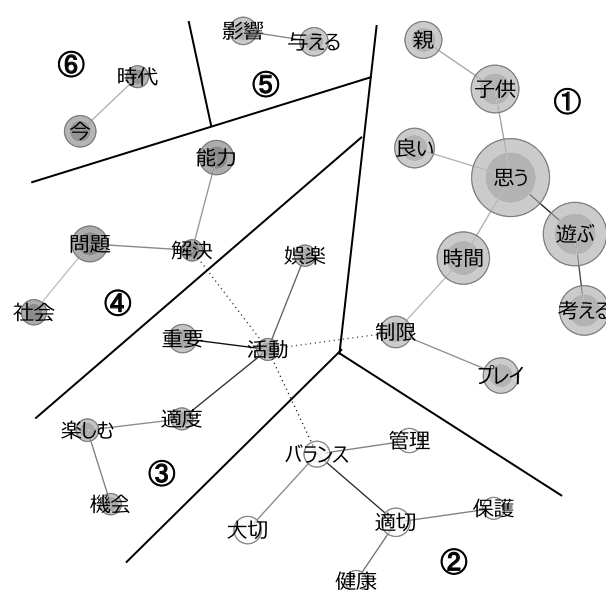 影響
与える
⑤
⑥
時代
今
親
子供
①
良い
思う
遊ぶ
時間
考える
制限
プレイ
能力
問題
解決
社会
④
娯楽
重要
活動
楽しむ
適度
機会
③
バランス
管理
大切
適切
保護
健康
②